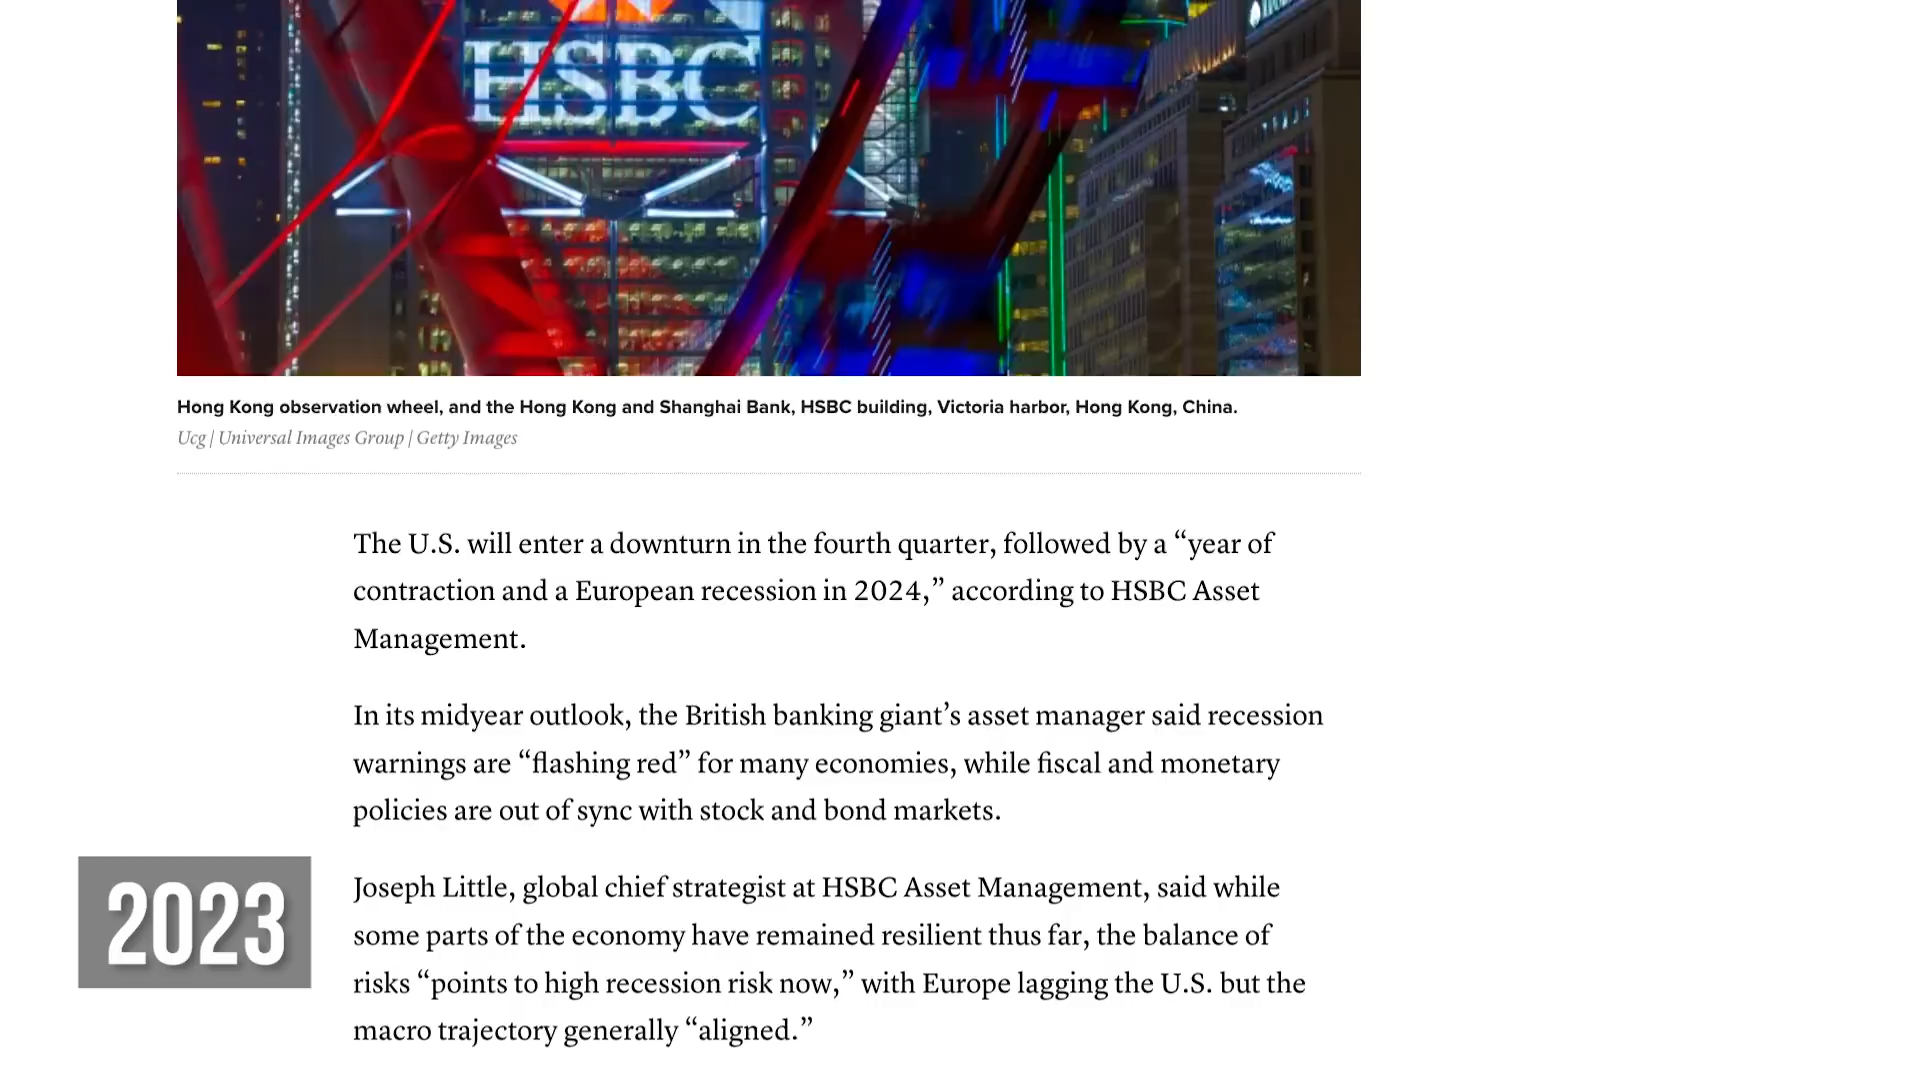 HSBC
Hong Kong observation wheel, and the Hong Kong and Shanghai Bank, HSBC building, Victoria harbor, Hong Kong, China.
Ucg | Universal Images Group | Getty Images
The U.S. will enter a downturn in the fourth quarter, followed by a “year of
contraction and a European recession in 2024,” according to HSBC Asset
Management.
In its midyear outlook, the British banking giant’s asset manager said recession
warnings are “flashing red” for many economies, while fiscal and monetary
policies are out of sync with stock and bond markets.
Joseph Little, global chief strategist at HSBC Asset Management, said while
some parts of the economy have remained resilient thus far, the balance of
risks “points to high recession risk now,” with Europe lagging the U.S. but the
macro trajectory generally “aligned.”
2023